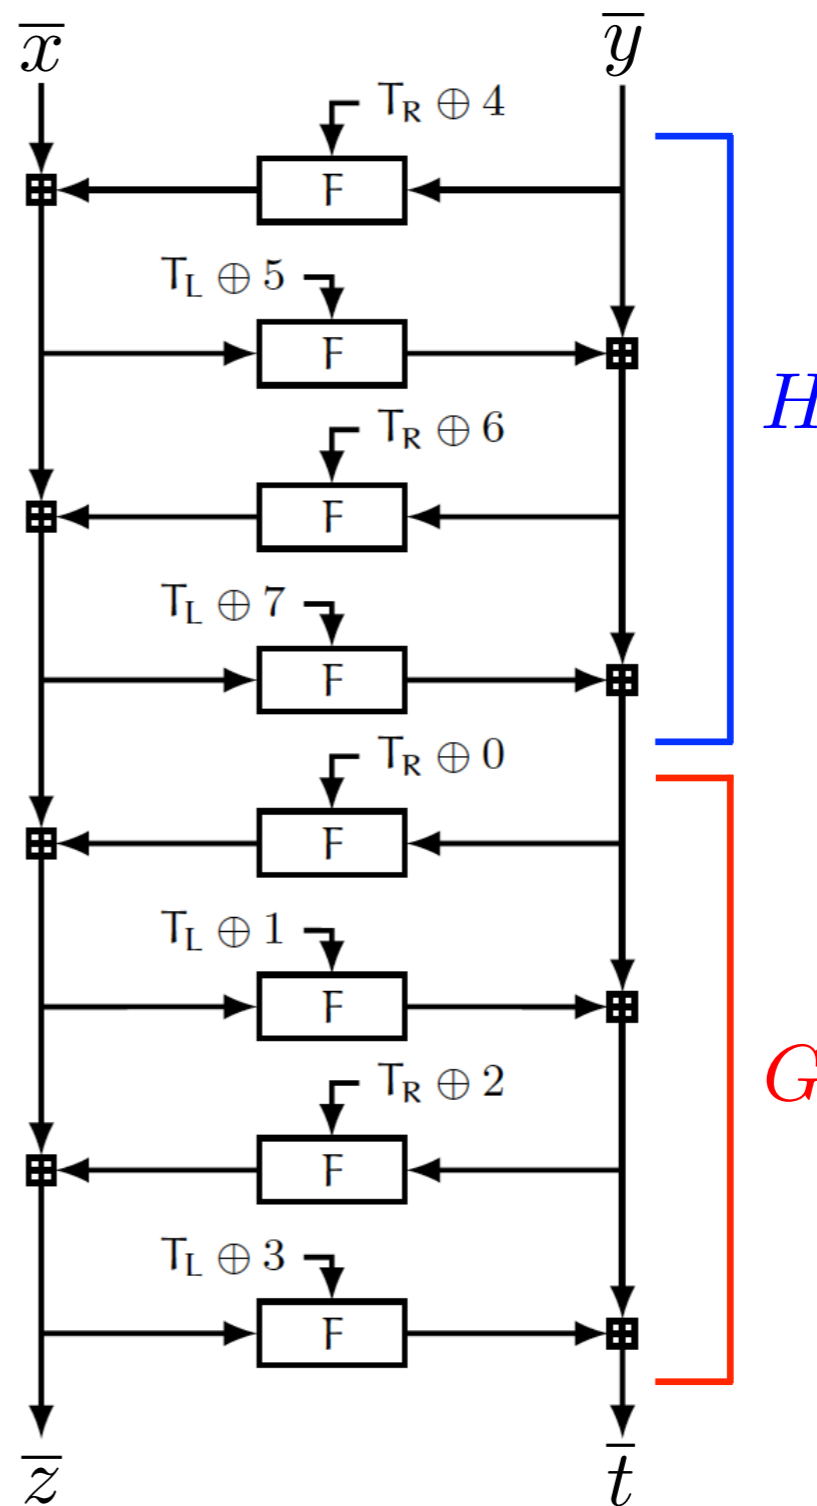 x̅ y̅
T_R ⊕ 4
F
T_L ⊕ 5
F
H
T_R ⊕ 6
F
T_L ⊕ 7
F
T_R ⊕ 0
F
T_L ⊕ 1
F
G
T_R ⊕ 2
F
T_L ⊕ 3
F
z̅ t̅